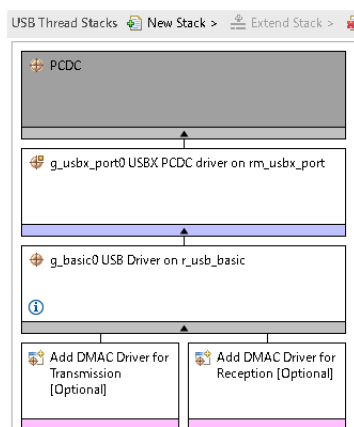 USB Thread Stacks New Stack > Extend Stack >
PCDC
g_usbx_port0 USBX PCDC driver on rm_usbx_port
g_basic0 USB Driver on r_usb_basic
Add DMAC Driver for
Transmission
[Optional]
Add DMAC Driver for
Reception [Optional]